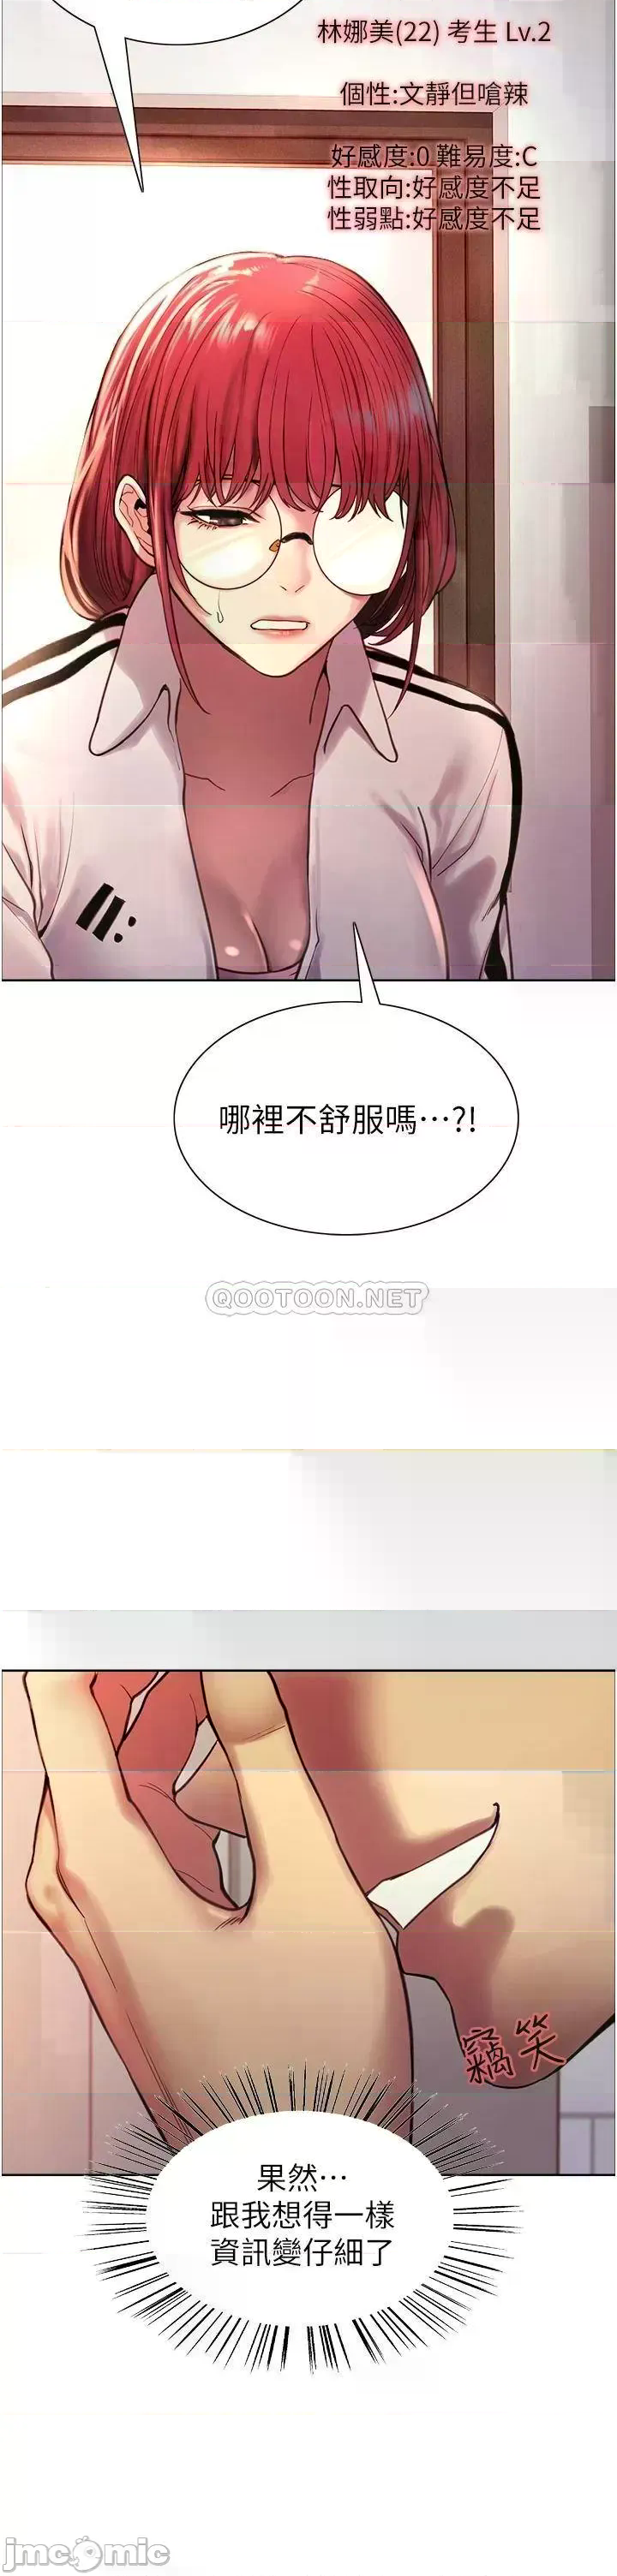 林娜美(22) 考生 Lv.2
個性:文靜但嗆辣
好感度:0 難易度:C
性取向:好感度不足
性弱點:好感度不足
哪裡不舒服嗎…?!
QOOTOON.NET
竊笑
果然…
跟我想得一樣
資訊變仔細了
jmcomic